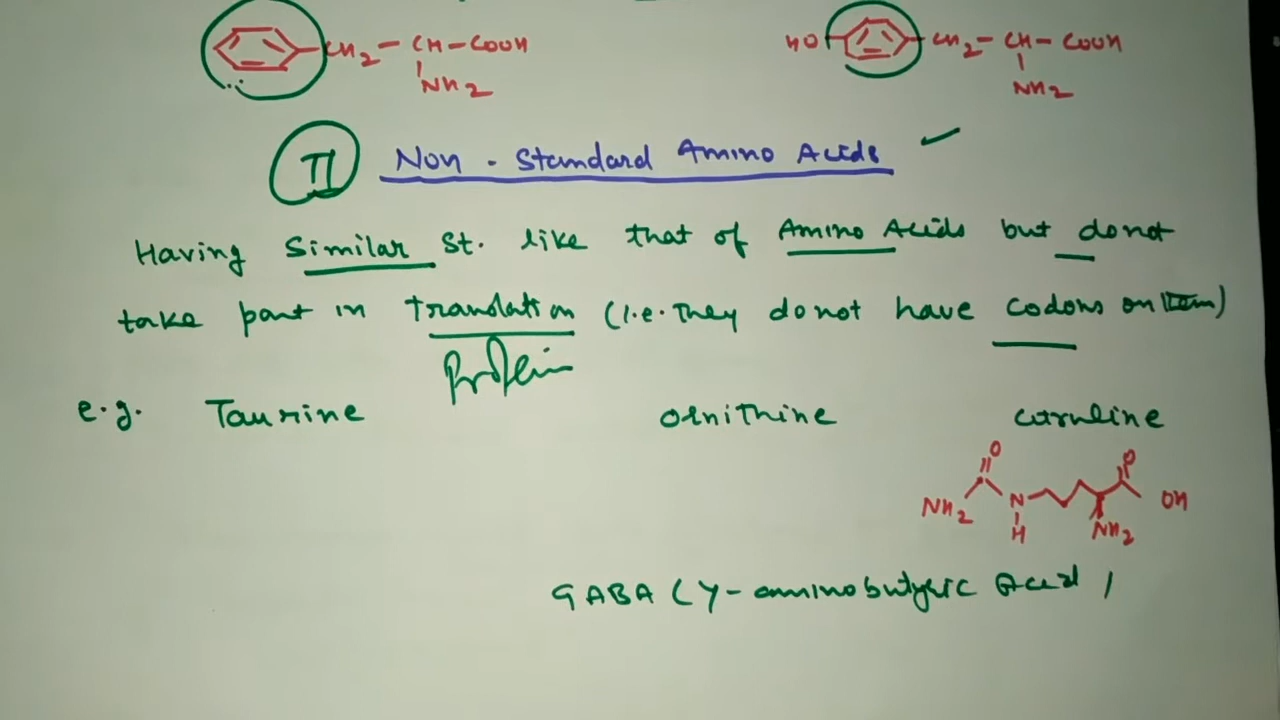 CH2 - CH - COOH
NH2
HO CH2 - CH - COOH
NH2
II Non - Standard Amino Acids
Having Similar St. like that of Amino Acids but donot
take part in Translation (i.e. They donot have codons on
Protein
e.g. Taurine Ornithine citruline
O O
NH2 N OH
H NH2
GABA (γ - aminobutyric Acid )